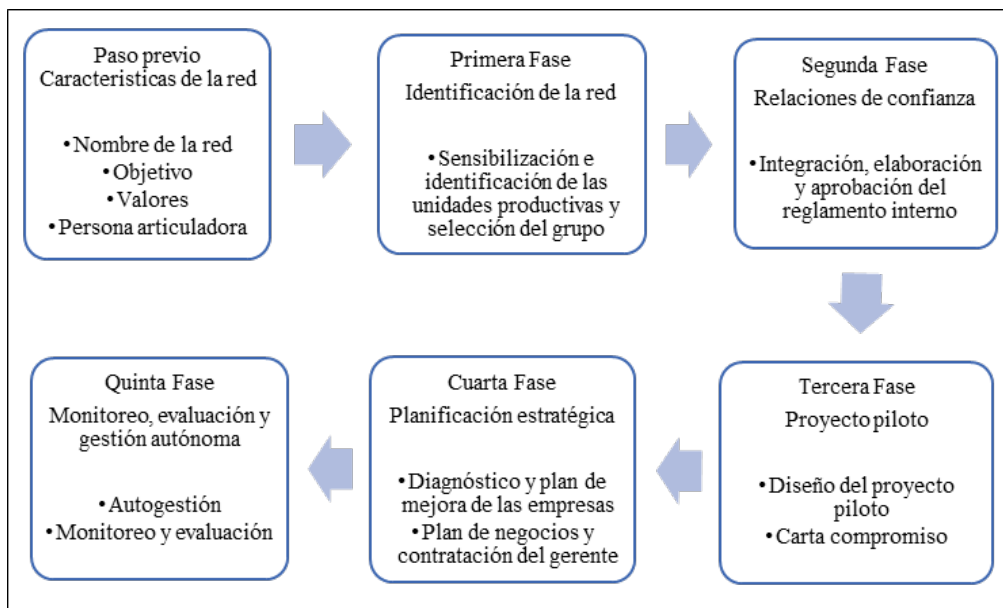 Paso previo
Caracteristicas de la red
•Nombre de la red
•Objetivo
•Valores
•Persona articuladora
Primera Fase
Identificación de la red
•Sensibilización e
identificación de las
unidades productivas y
selección del grupo
Segunda Fase
Relaciones de confianza
•Integración, elaboración
y aprobación del
reglamento interno
Tercera Fase
Proyecto piloto
•Diseño del proyecto
piloto
•Carta compromiso
Cuarta Fase
Planificación estratégica
•Diagnóstico y plan de
mejora de las empresas
•Plan de negocios y
contratación del gerente
Quinta Fase
Monitoreo, evaluación y
gestión autónoma
•Autogestión
•Monitoreo y evaluación